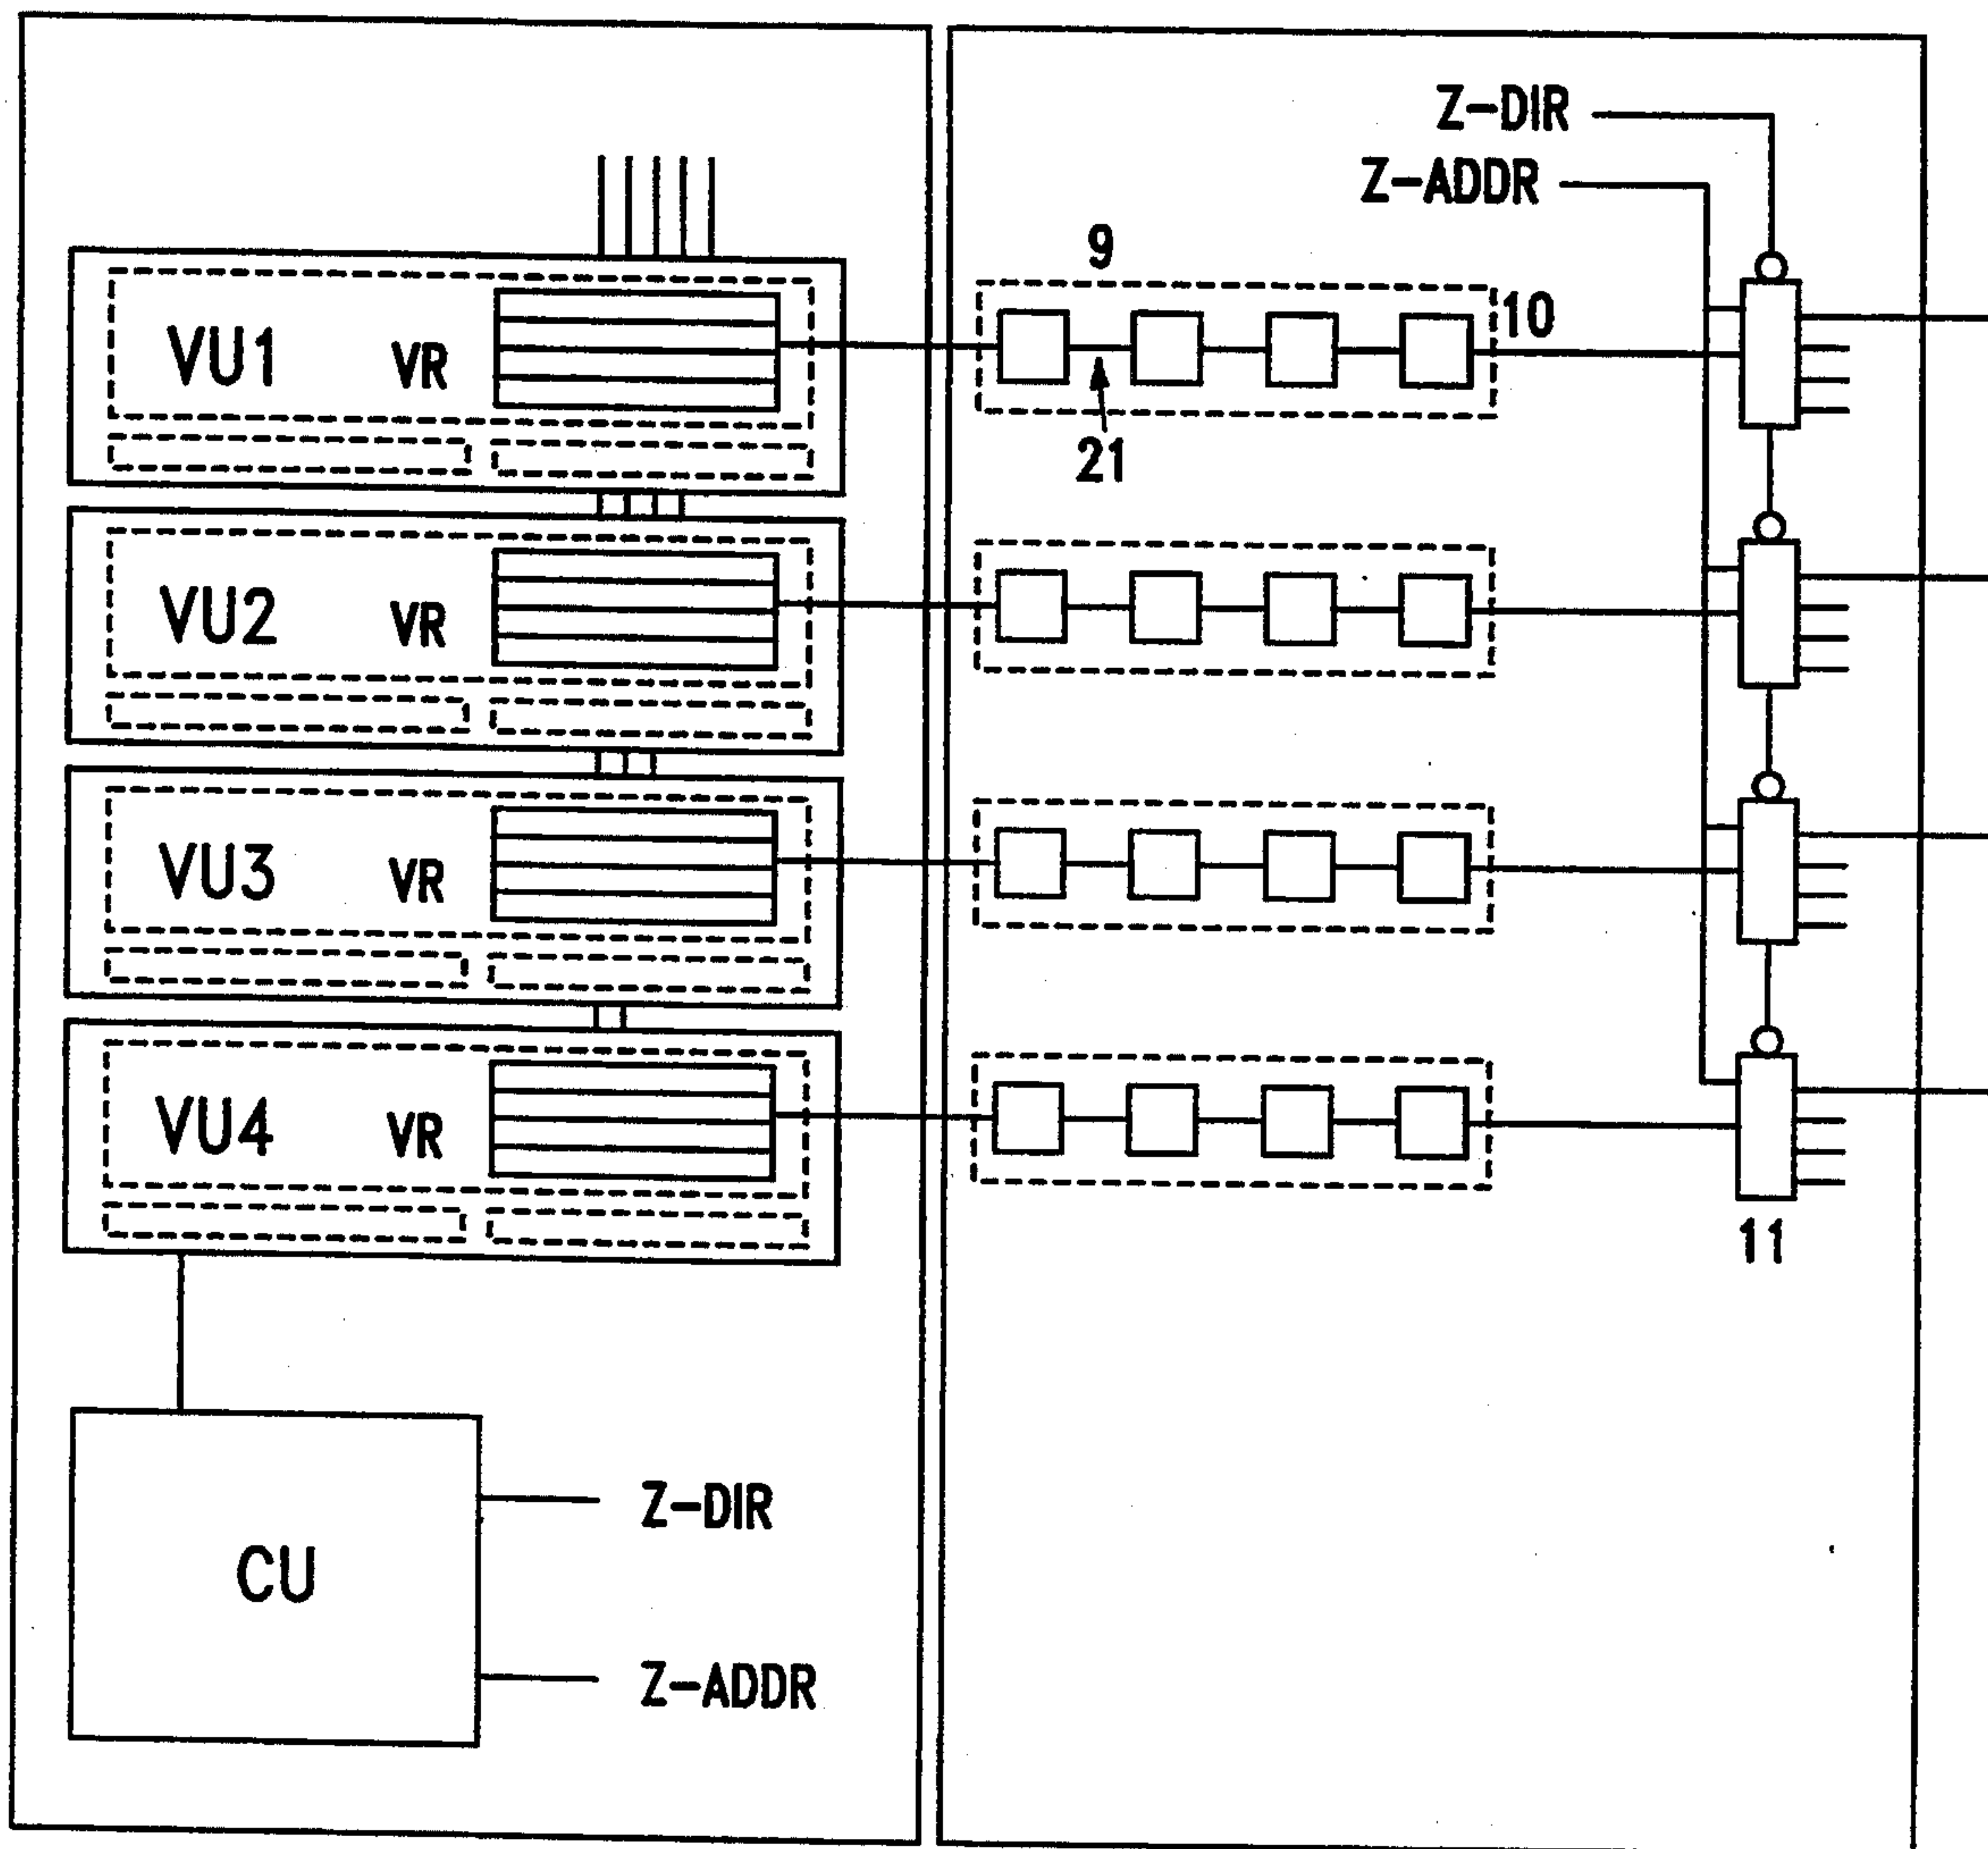 Z-DIR
Z-ADDR
9
10
VU1 VR
21
VU2 VR
VU3 VR
VU4 VR
11
Z-DIR
CU
Z-ADDR